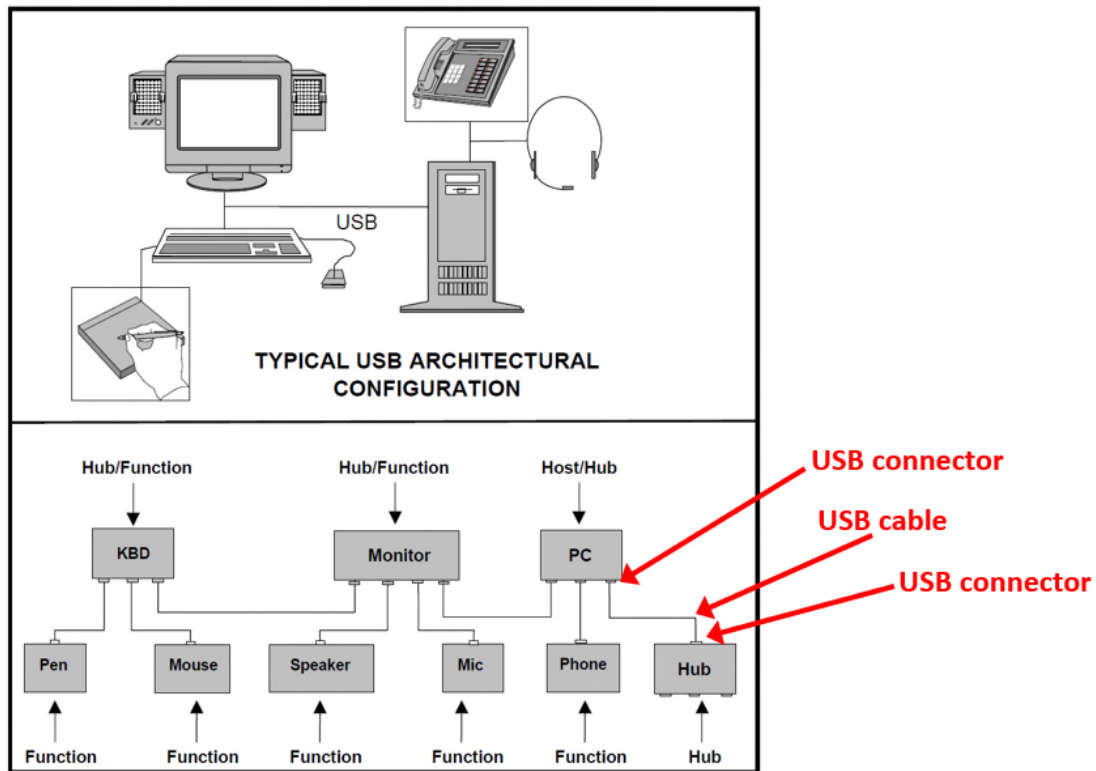 USB
TYPICAL USB ARCHITECTURAL
CONFIGURATION
Hub/Function
Hub/Function
Host/Hub
USB connector
USB cable
KBD
Monitor
PC
USB connector
Pen
Mouse
Speaker
Mic
Phone
Hub
Function
Function
Function
Function
Function
Hub